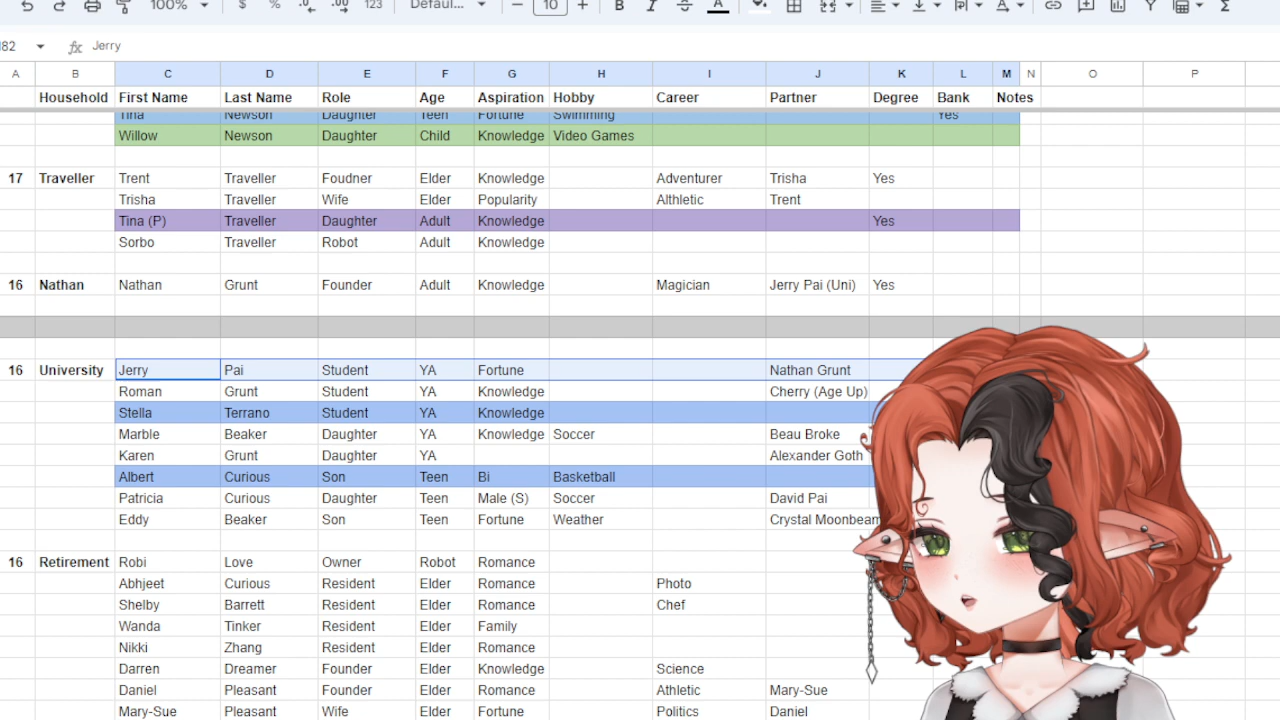 100% $ % .0 .00 123 Defaul... 10 B I A Σ
fx Jerry
A B C D E F G H I J K L M N O P
Household First Name Last Name Role Age Aspiration Hobby Career Partner Degree Bank Notes
Tina Newson Daughter Teen Fortune Swimming Yes
Willow Newson Daughter Child Knowledge Video Games
17 Traveller Trent Traveller Foudner Elder Knowledge Adventurer Trisha Yes
Trisha Traveller Wife Elder Popularity Althletic Trent
Tina (P) Traveller Daughter Adult Knowledge Yes
Sorbo Traveller Robot Adult Knowledge
16 Nathan Nathan Grunt Founder Adult Knowledge Magician Jerry Pai (Uni) Yes
16 University Jerry Pai Student YA Fortune Nathan Grunt
Roman Grunt Student YA Knowledge Cherry (Age Up)
Stella Terrano Student YA Knowledge
Marble Beaker Daughter YA Knowledge Soccer Beau Broke
Karen Grunt Daughter YA Alexander Goth
Albert Curious Son Teen Bi Basketball
Patricia Curious Daughter Teen Male (S) Soccer David Pai
Eddy Beaker Son Teen Fortune Weather Crystal Moonbeam
16 Retirement Robi Love Owner Robot Romance
Abhjeet Curious Resident Elder Romance Photo
Shelby Barrett Resident Elder Romance Chef
Wanda Tinker Resident Elder Family
Nikki Zhang Resident Elder Romance
Darren Dreamer Founder Elder Knowledge Science
Daniel Pleasant Founder Elder Romance Athletic Mary-Sue
Mary-Sue Pleasant Wife Elder Fortune Politics Daniel